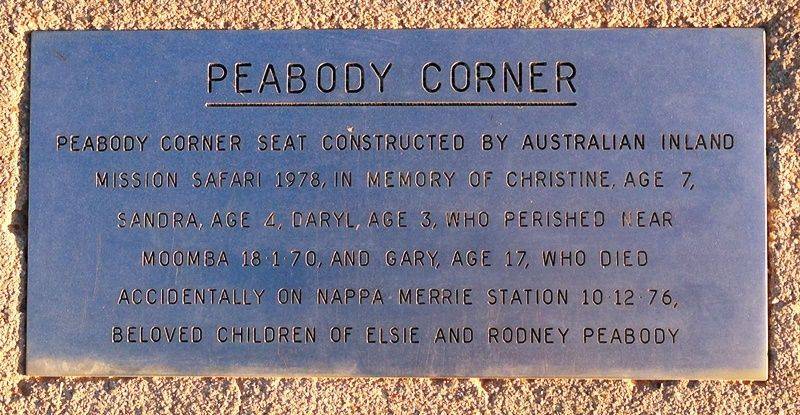 PEABODY CORNER
PEABODY CORNER SEAT CONSTRUCTED BY AUSTRALIAN INLAND
MISSION SAFARI 1978, IN MEMORY OF CHRISTINE, AGE 7,
SANDRA, AGE 4, DARYL, AGE 3, WHO PERISHED NEAR
MOOMBA 18·1·70, AND GARY, AGE 17, WHO DIED
ACCIDENTALLY ON NAPPA MERRIE STATION 10·12·76,
BELOVED CHILDREN OF ELSIE AND RODNEY PEABODY